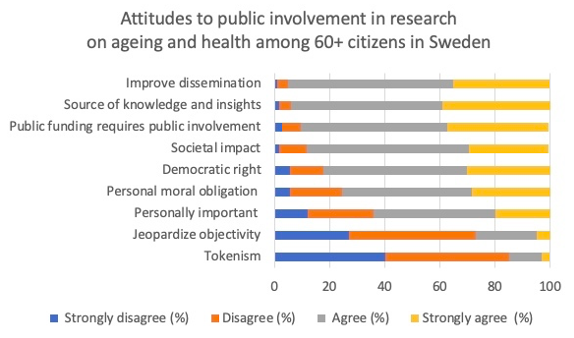 Attitudes to public involvement in research
on ageing and health among 60+ citizens in Sweden
Improve dissemination
Source of knowledge and insights
Public funding requires public involvement
Societal impact
Democratic right
Personal moral obligation
Personally important
Jeopardize objectivity
Tokenism
0 20 40 60 80 100
Strongly disagree (%) Disagree (%) Agree (%) Strongly agree (%)